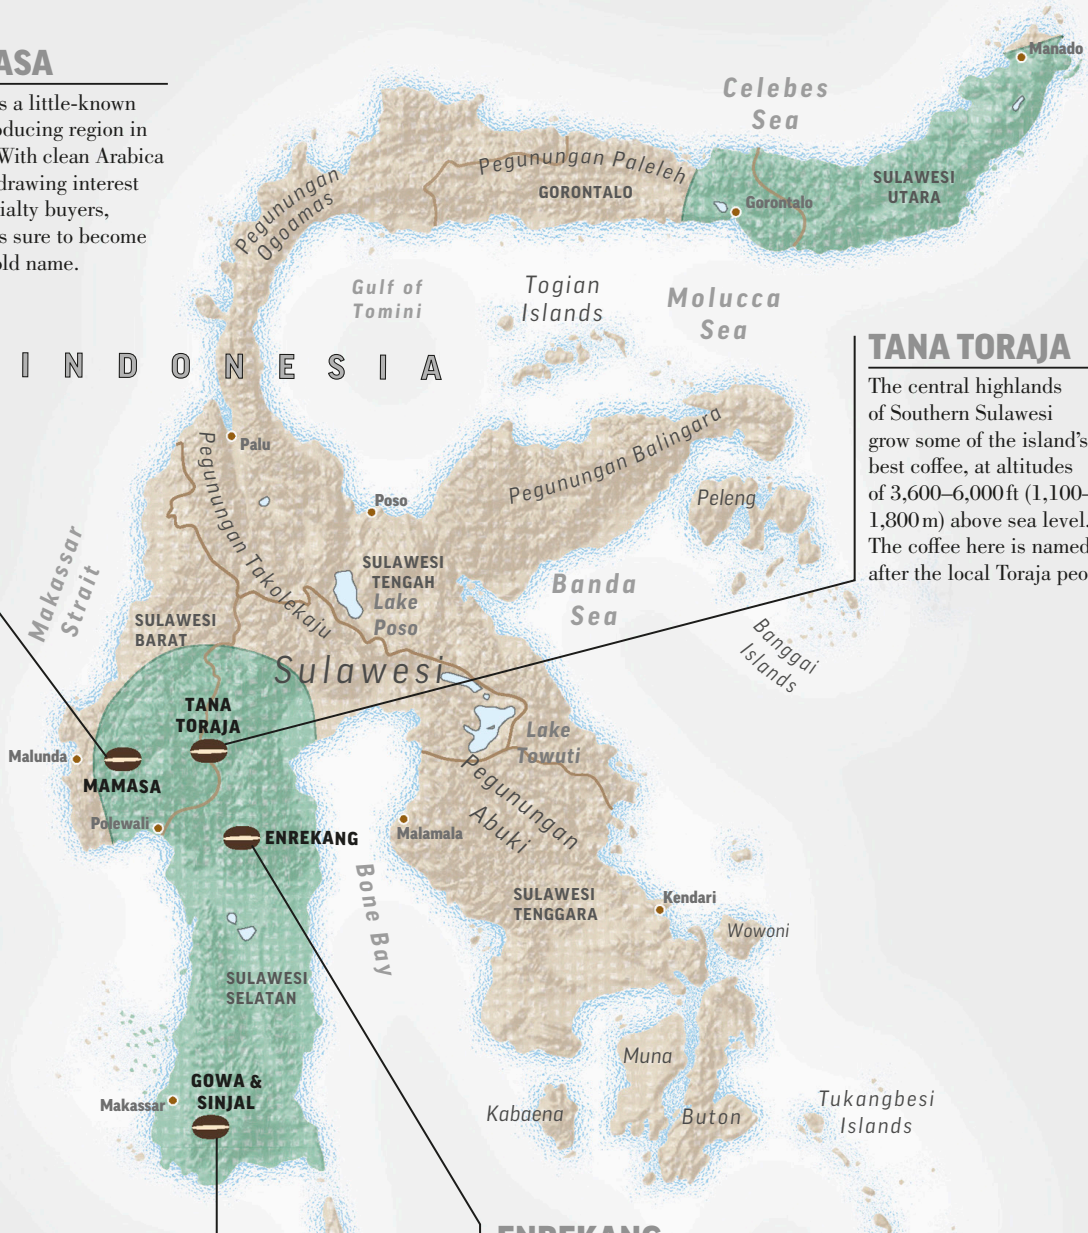 ASA
s a little-known
oducing region in
With clean Arabica
drawing interest
ialty buyers,
s sure to become
old name.
Manado
Celebes
Sea
Pegunungan Paleleh
GORONTALO
SULAWESI
UTARA
Gorontalo
Pegunungan
Ogoamas
Gulf of
Tomini
Togian
Islands
Molucca
Sea
INDONESIA
TANA TORAJA
The central highlands
of Southern Sulawesi
grow some of the island's
best coffee, at altitudes
of 3,600–6,000 ft (1,100–
1,800 m) above sea level.
The coffee here is named
after the local Toraja peo
Palu
Pegunungan Takolekaju
Pegunungan Balingara
Poso
Peleng
Makassar
Strait
SULAWESI
TENGAH
Lake
Poso
Banda
Sea
SULAWESI
BARAT
Banggai
Islands
Sulawesi
TANA
TORAJA
Malunda
MAMASA
Lake
Towuti
Pegunungan
Abuki
Polewali
ENREKANG
Malamala
Bone Bay
SULAWESI
TENGGARA
Kendari
Wowoni
SULAWESI
SELATAN
Muna
GOWA &
SINJAL
Makassar
Kabaena
Buton
Tukangbesi
Islands
ENREKANG